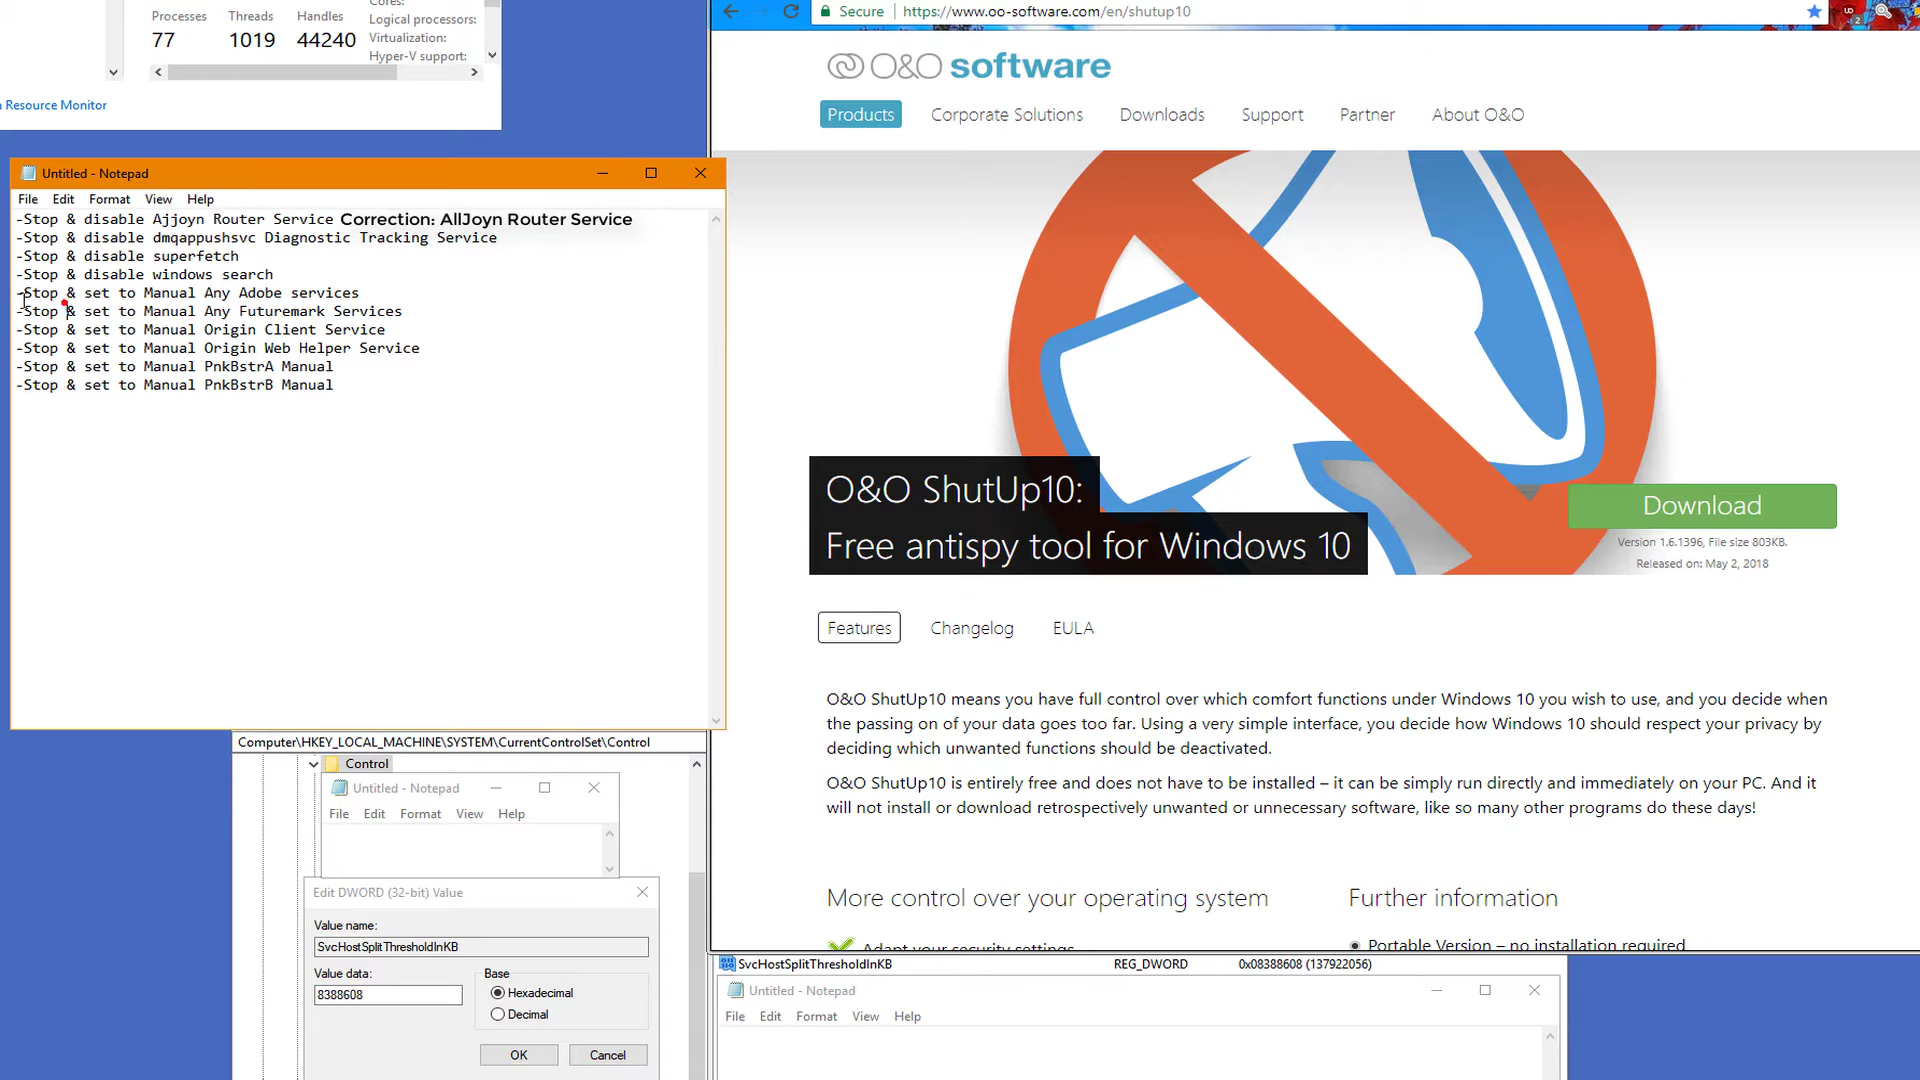 Processes Threads Handles
77 1019 44240
Logical processors:
Virtualization:
Hyper-V support:
Resource Monitor
Secure https://www.oo-software.com/en/shutup10
O&O software
Products Corporate Solutions Downloads Support Partner About O&O
Untitled - Notepad
File Edit Format View Help
-Stop & disable Ajjoyn Router Service Correction: AllJoyn Router Service
-Stop & disable dmqappushsvc Diagnostic Tracking Service
-Stop & disable superfetch
-Stop & disable windows search
-Stop & set to Manual Any Adobe services
-Stop & set to Manual Any Futuremark Services
-Stop & set to Manual Origin Client Service
-Stop & set to Manual Origin Web Helper Service
-Stop & set to Manual PnkBstrA Manual
-Stop & set to Manual PnkBstrB Manual
O&O ShutUp10:
Free antispy tool for Windows 10
Download
Version 1.6.1396, File size 803KB.
Released on: May 2, 2018
Features Changelog EULA
O&O ShutUp10 means you have full control over which comfort functions under Windows 10 you wish to use, and you decide when
the passing on of your data goes too far. Using a very simple interface, you decide how Windows 10 should respect your privacy by
deciding which unwanted functions should be deactivated.
O&O ShutUp10 is entirely free and does not have to be installed – it can be simply run directly and immediately on your PC. And it
will not install or download retrospectively unwanted or unnecessary software, like so many other programs do these days!
More control over your operating system
Adapt your security settings
Further information
Portable Version – no installation required
Computer\HKEY_LOCAL_MACHINE\SYSTEM\CurrentControlSet\Control
Control
Untitled - Notepad
File Edit Format View Help
Edit DWORD (32-bit) Value
Value name:
SvcHostSplitThresholdInKB
Value data:
8388608
Base
Hexadecimal
Decimal
OK Cancel
SvcHostSplitThresholdInKB REG_DWORD 0x08388608 (137922056)
Untitled - Notepad
File Edit Format View Help